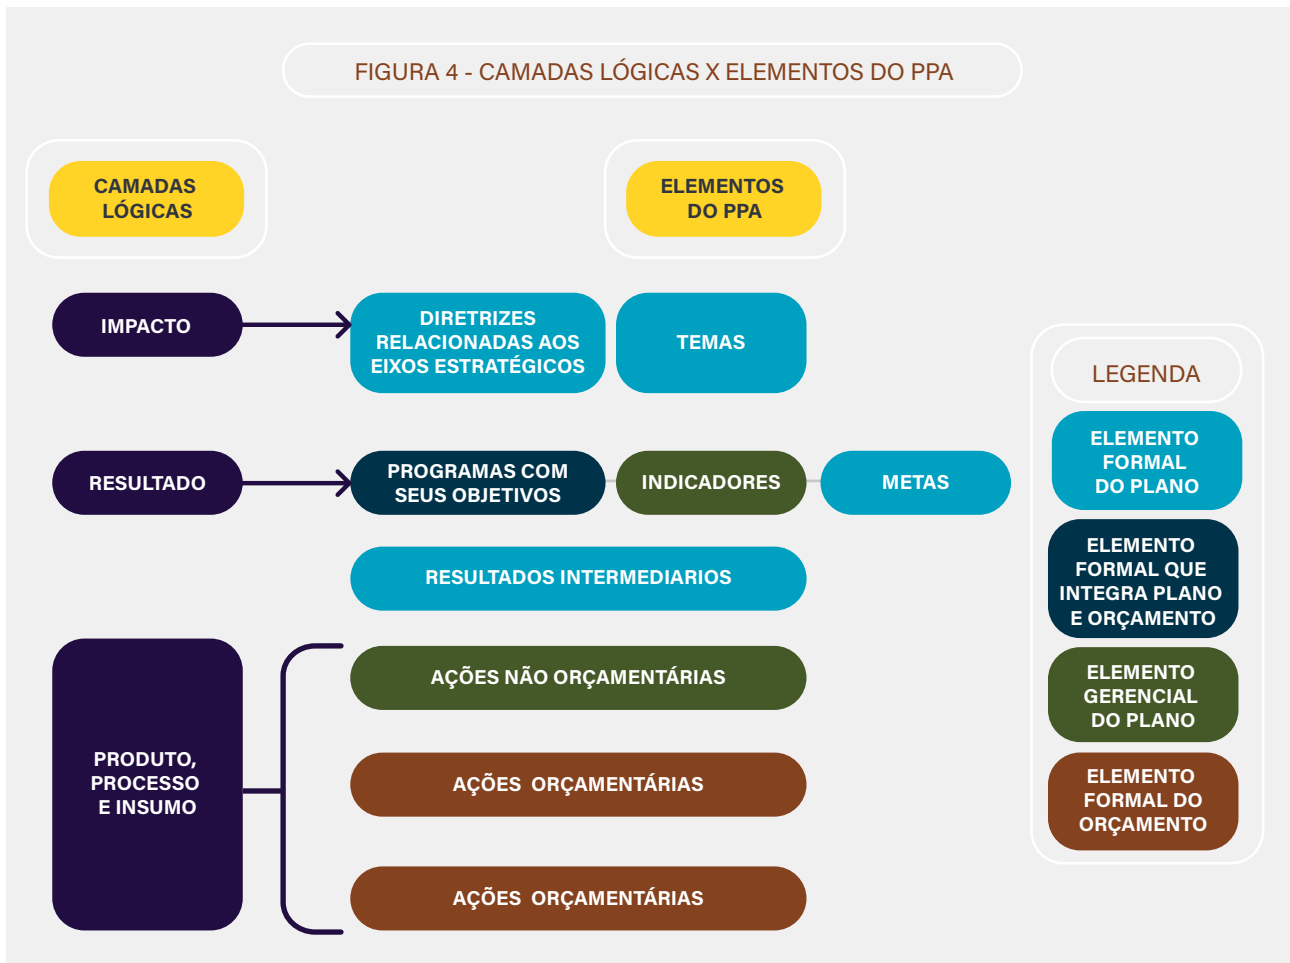 FIGURA 4 - CAMADAS LÓGICAS X ELEMENTOS DO PPA
CAMADAS
LÓGICAS
ELEMENTOS
DO PPA
IMPACTO
DIRETRIZES
RELACIONADAS AOS
EIXOS ESTRATÉGICOS
TEMAS
RESULTADO
PROGRAMAS COM
SEUS OBJETIVOS
INDICADORES
METAS
RESULTADOS INTERMEDIARIOS
PRODUTO,
PROCESSO
E INSUMO
AÇÕES NÃO ORÇAMENTÁRIAS
AÇÕES ORÇAMENTÁRIAS
AÇÕES ORÇAMENTÁRIAS
LEGENDA
ELEMENTO
FORMAL
DO PLANO
ELEMENTO
FORMAL QUE
INTEGRA PLANO
E ORÇAMENTO
ELEMENTO
GERENCIAL
DO PLANO
ELEMENTO
FORMAL DO
ORÇAMENTO